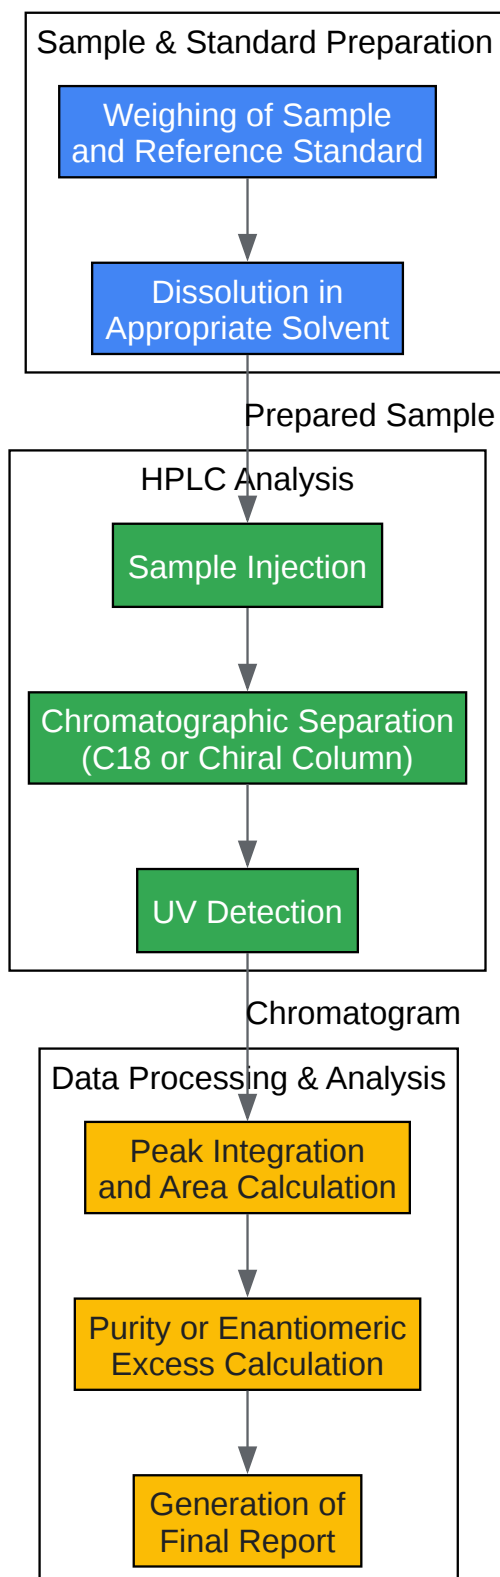 Sample & Standard Preparation
Weighing of Sample
and Reference Standard
Dissolution in
Appropriate Solvent
Prepared Sample
HPLC Analysis
Sample Injection
Chromatographic Separation
(C18 or Chiral Column)
UV Detection
Chromatogram
Data Processing & Analysis
Peak Integration
and Area Calculation
Purity or Enantiomeric
Excess Calculation
Generation of
Final Report